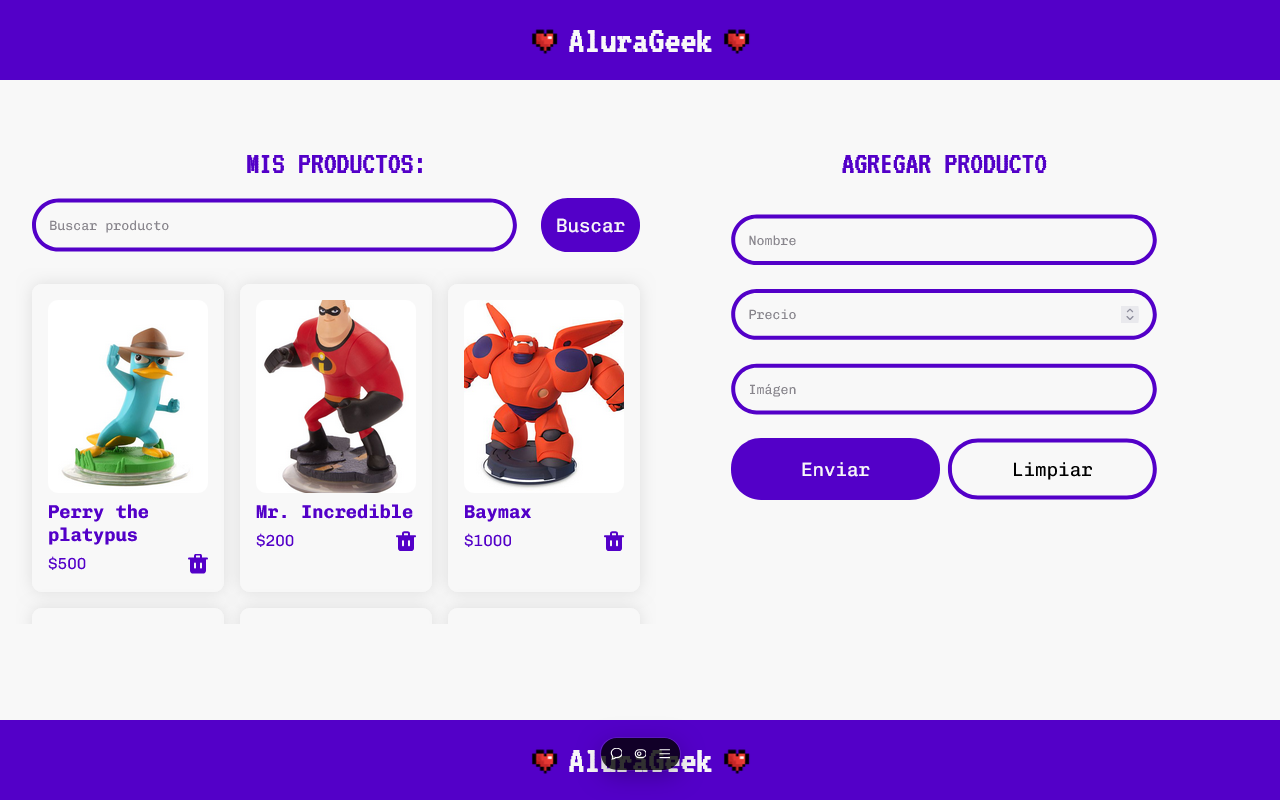 AluraGeek
MIS PRODUCTOS:
Buscar producto
Buscar
Perry the
platypus
$500
Mr. Incredible
$200
Baymax
$1000
AGREGAR PRODUCTO
Nombre
Precio
Imágen
Enviar
Limpiar
AluraGeek